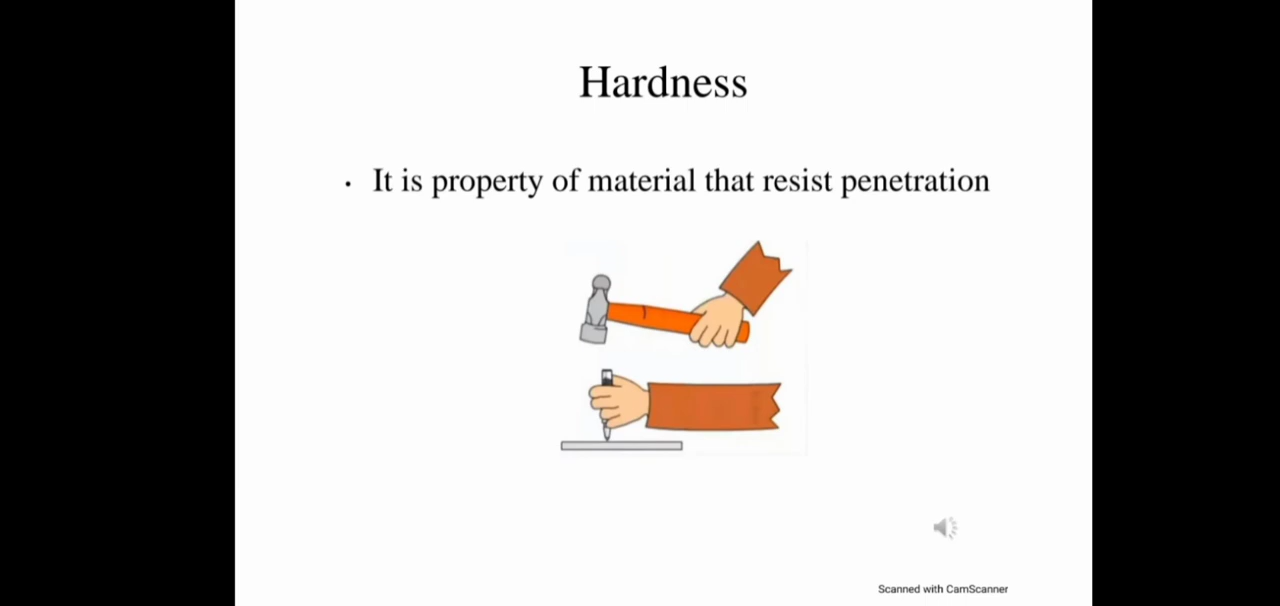 Hardness
• It is property of material that resist penetration
Scanned with CamScanner